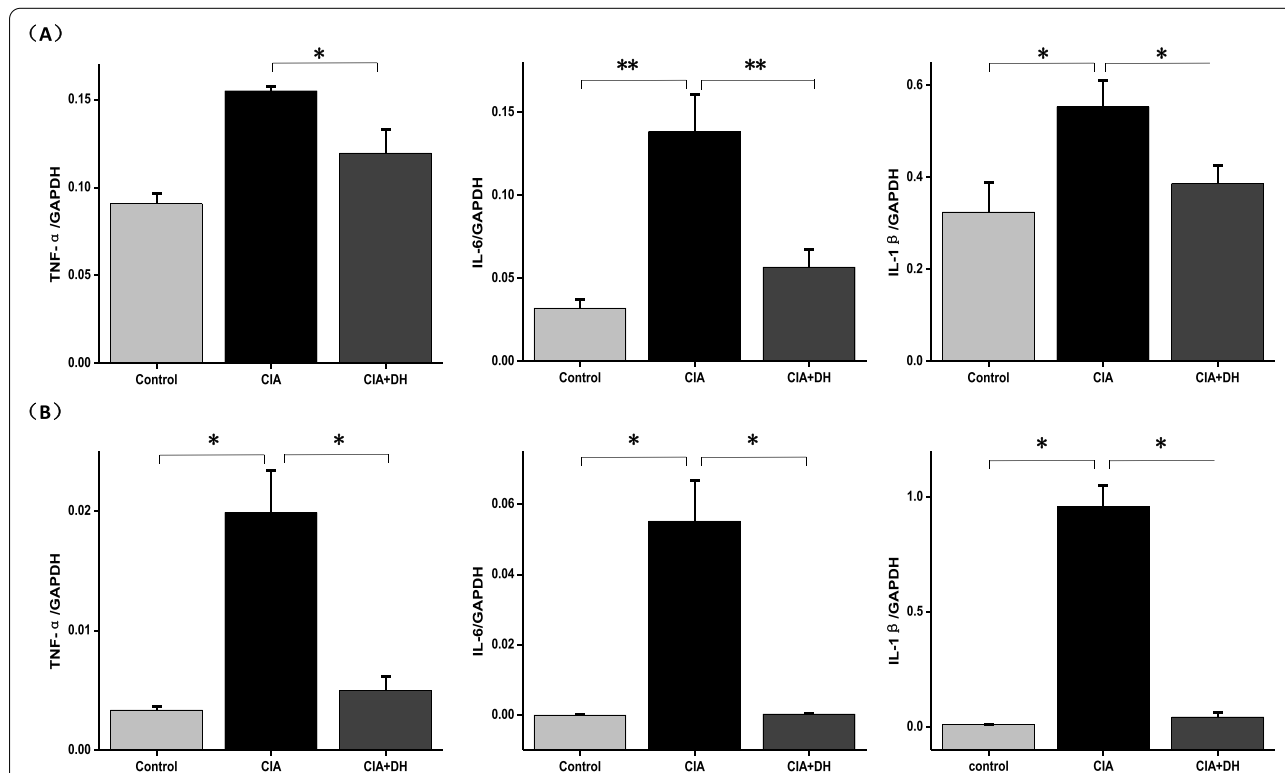 (A)
*
0.15
0.10
0.05
0.00
TNF-α/GAPDH
Control CIA CIA+DH
** **
0.15
0.10
0.05
0.00
IL-6/GAPDH
Control CIA CIA+DH
* *
0.6
0.4
0.2
0.0
IL-1β/GAPDH
Control CIA CIA+DH
(B)
* *
0.02
0.01
0.00
TNF-α/GAPDH
Control CIA CIA+DH
* *
0.06
0.04
0.02
0.00
IL-6/GAPDH
Control CIA CIA+DH
* *
1.0
0.5
0.0
IL-1β/GAPDH
control CIA CIA+DH